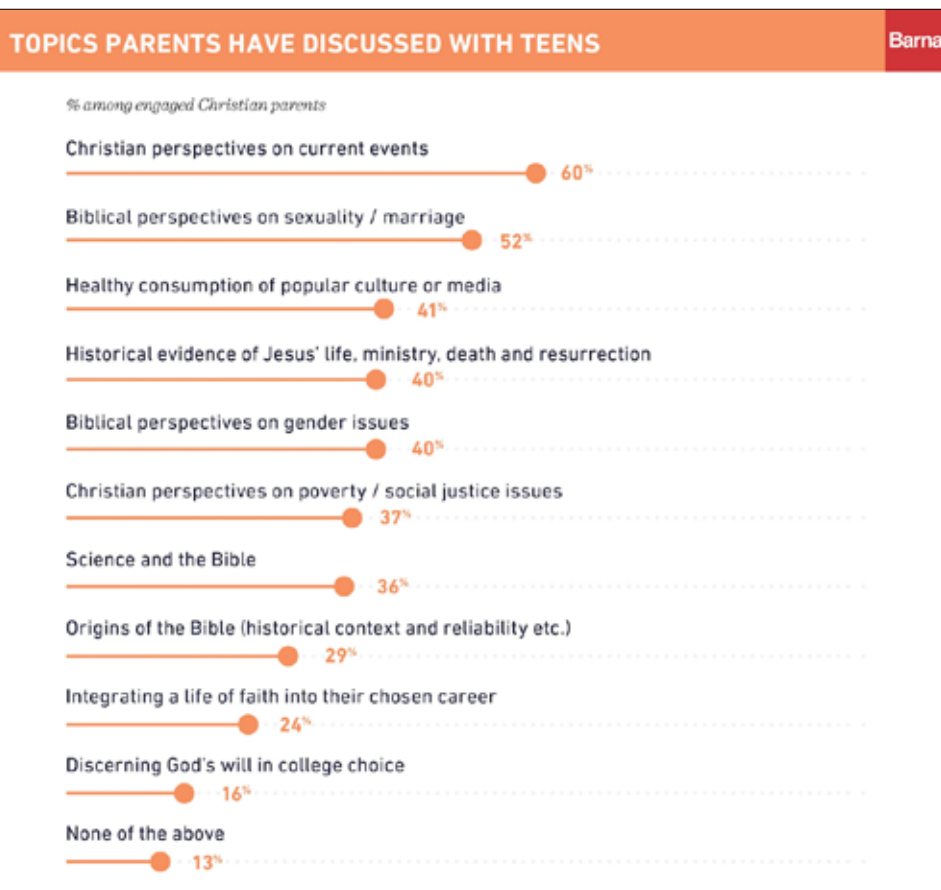 TOPICS PARENTS HAVE DISCUSSED WITH TEENS
Barna
% among engaged Christian parents
Christian perspectives on current events
60%
Biblical perspectives on sexuality / marriage
52%
Healthy consumption of popular culture or media
41%
Historical evidence of Jesus' life, ministry, death and resurrection
40%
Biblical perspectives on gender issues
40%
Christian perspectives on poverty / social justice issues
37%
Science and the Bible
36%
Origins of the Bible (historical context and reliability etc.)
29%
Integrating a life of faith into their chosen career
24%
Discerning God's will in college choice
16%
None of the above
13%